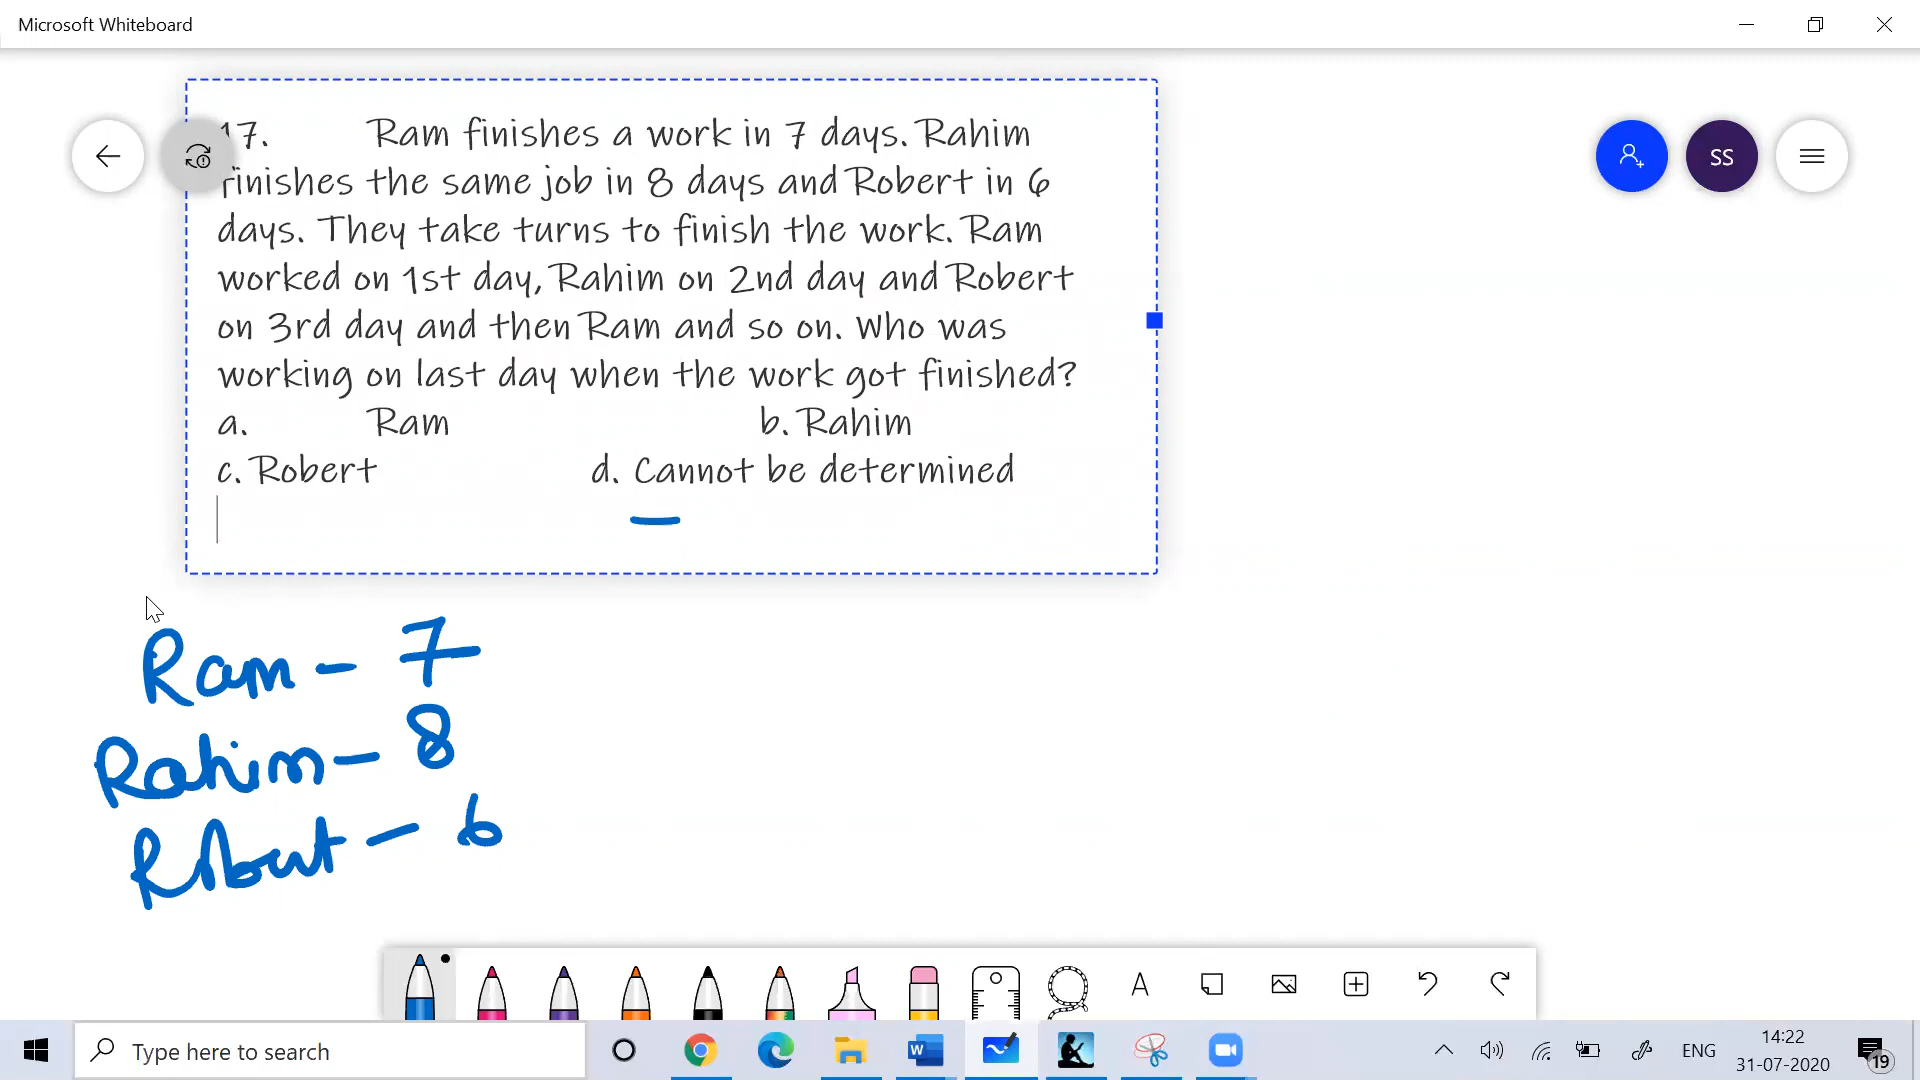 Microsoft Whiteboard
17. Ram finishes a work in 7 days. Rahim
finishes the same job in 8 days and Robert in 6
days. They take turns to finish the work. Ram
worked on 1st day, Rahim on 2nd day and Robert
on 3rd day and then Ram and so on. Who was
working on last day when the work got finished?
a. Ram b. Rahim
c. Robert d. Cannot be determined
SS
Ram - 7
Rahim - 8
Robert - 6
A
Type here to search
W
ENG
14:22
31-07-2020
19